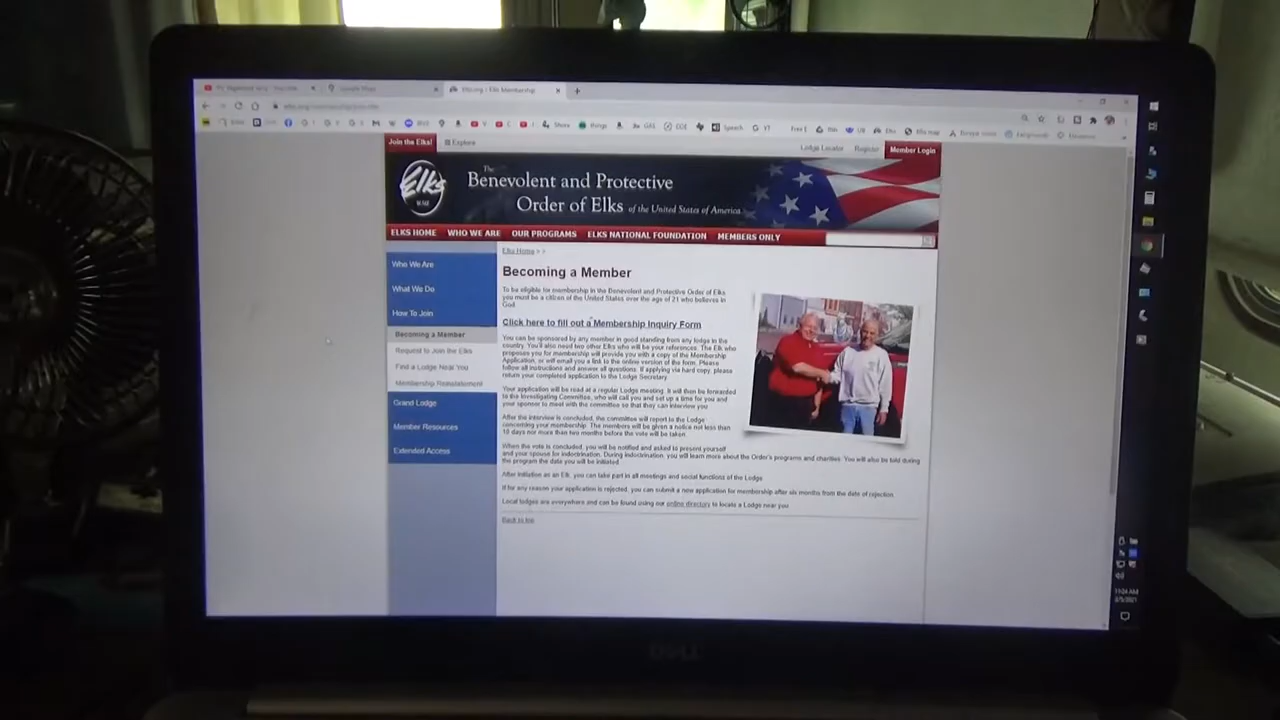 Google Maps
elks.org - Elks Membership
Speech
YT
Elks map
Join the Elks!
Explore
Lodge Locator
Register
Member Login
Elks
The
Benevolent and Protective
Order of Elks of the United States of America
ELKS HOME WHO WE ARE OUR PROGRAMS ELKS NATIONAL FOUNDATION MEMBERS ONLY
Who We Are
What We Do
How To Join
Becoming a Member
Request to Join the Elks
Find a Lodge Near You
Membership Reinstatement
Grand Lodge
Member Resources
Extended Access
Elks Home > >
Becoming a Member
To be eligible for membership in the Benevolent and Protective Order of Elks
you must be a citizen of the United States over the age of 21 who believes in
God.
Click here to fill out a Membership Inquiry Form
You can be sponsored by any member in good standing from any lodge in the
country. You'll also need two other Elks who will be your references. The Elk who
proposes you for membership will provide you with a copy of the Membership
Application, or will email you a link to the online version of the form. Please
follow all instructions and answer all questions. If applying via hard copy, please
return your completed application to the Lodge Secretary.
Your application will be read at a regular Lodge meeting. It will then be forwarded
to the Investigating Committee, who will call you and set up a time for you and
your sponsor to meet with the committee so that they can interview you.
After the interview is concluded, the committee will report to the Lodge
concerning your membership. The members will be given a notice not less than
10 days nor more than two months before the vote will be taken.
When the vote is concluded, you will be notified and asked to present yourself
and your spouse for indoctrination. During indoctrination, you will learn more about the Order's programs and charities. You will also be told during
the program the date you will be initiated.
After initiation as an Elk, you can take part in all meetings and social functions of the Lodge.
If for any reason your application is rejected, you can submit a new application for membership after six months from the date of rejection.
Local lodges are everywhere and can be found using our online directory to locate a Lodge near you.
Back to top
11:24 AM
DELL